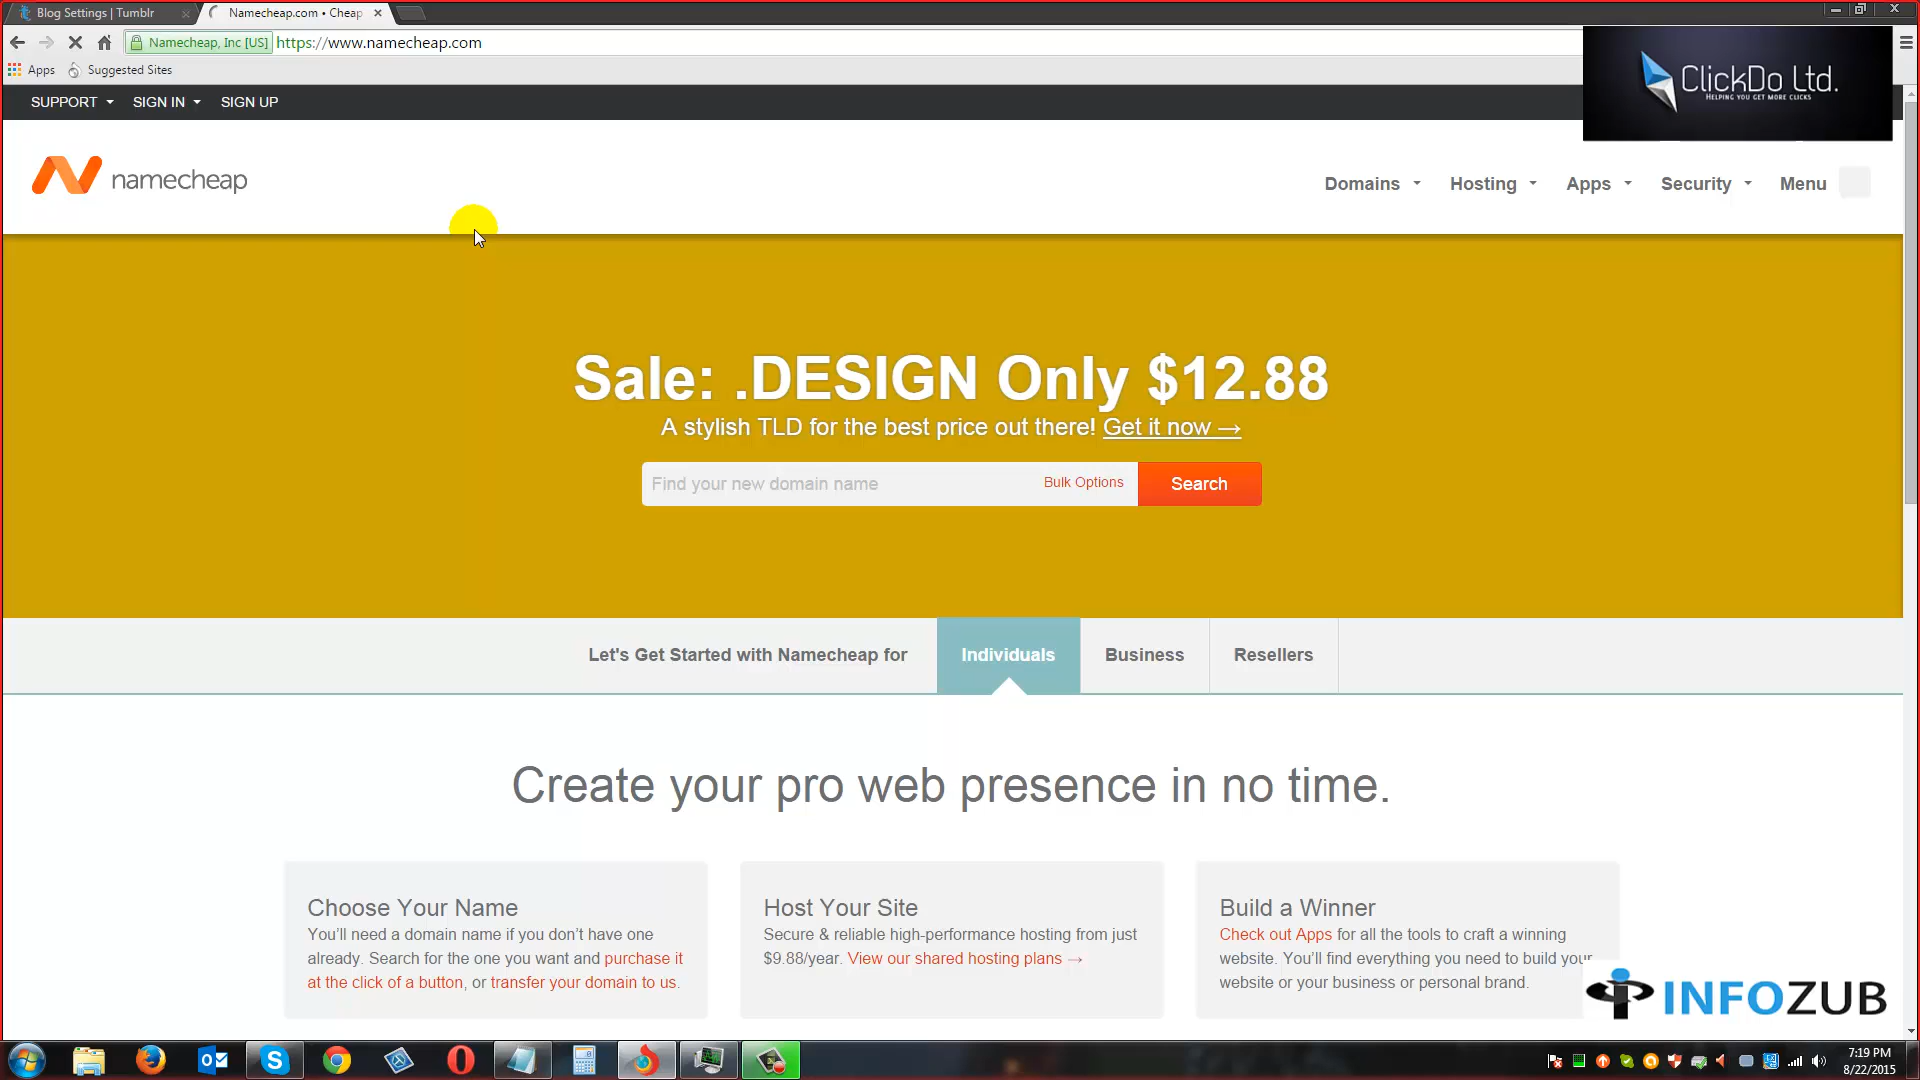 Blog Settings | Tumblr
Namecheap.com • Cheap
Namecheap, Inc [US]
https://www.namecheap.com
Apps
Suggested Sites
ClickDo Ltd.
HELPING YOU GET MORE CLICKS
SUPPORT
SIGN IN
SIGN UP
namecheap
Domains
Hosting
Apps
Security
Menu
Sale: .DESIGN Only $12.88
A stylish TLD for the best price out there! Get it now →
Find your new domain name
Bulk Options
Search
Let's Get Started with Namecheap for
Individuals
Business
Resellers
Create your pro web presence in no time.
Choose Your Name
You’ll need a domain name if you don’t have one
already. Search for the one you want and purchase it
at the click of a button, or transfer your domain to us.
Host Your Site
Secure & reliable high-performance hosting from just
$9.88/year. View our shared hosting plans →
Build a Winner
Check out Apps for all the tools to craft a winning
website. You’ll find everything you need to build your
website or your business or personal brand.
INFOZUB
7:19 PM
8/22/2015